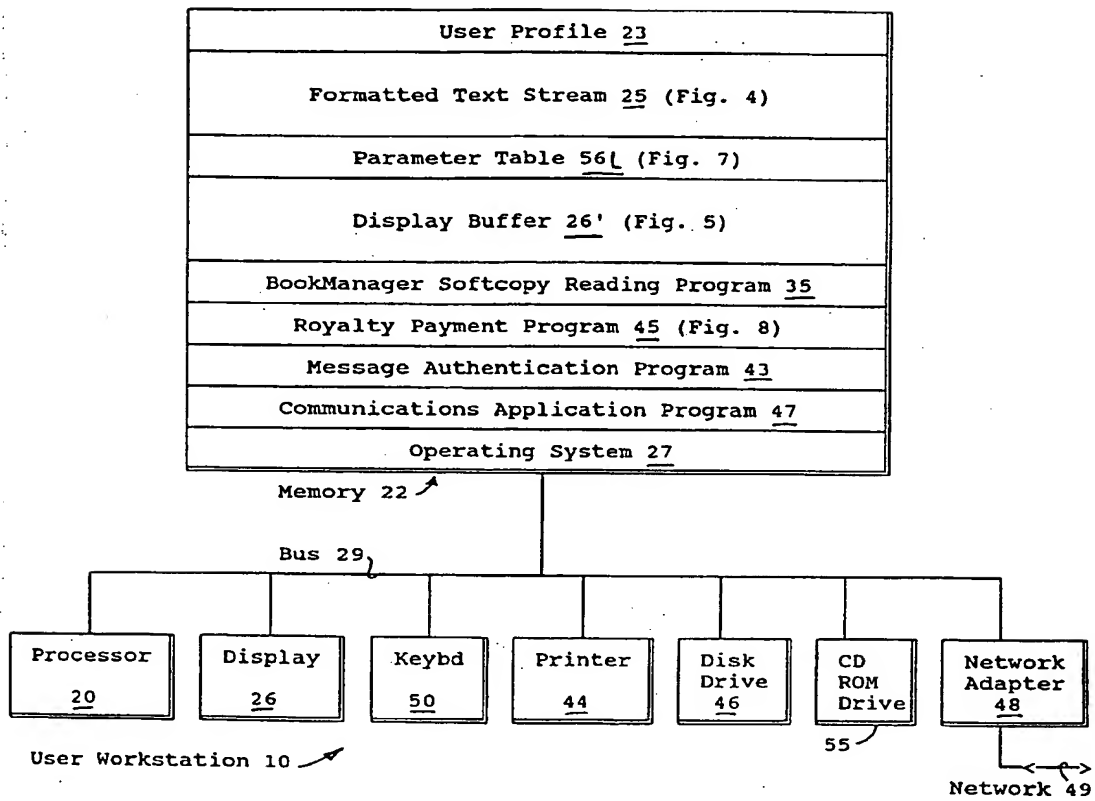 User Profile 23
Formatted Text Stream 25 (Fig. 4)
Parameter Table 56L (Fig. 7)
Display Buffer 26' (Fig. 5)
BookManager Softcopy Reading Program 35
Royalty Payment Program 45 (Fig. 8)
Message Authentication Program 43
Communications Application Program 47
Operating System 27
Memory 22
Bus 29
Processor
20
Display
26
Keybd
50
Printer
44
Disk
Drive
46
CD
ROM
Drive
55
Network
Adapter
48
User Workstation 10
Network 49